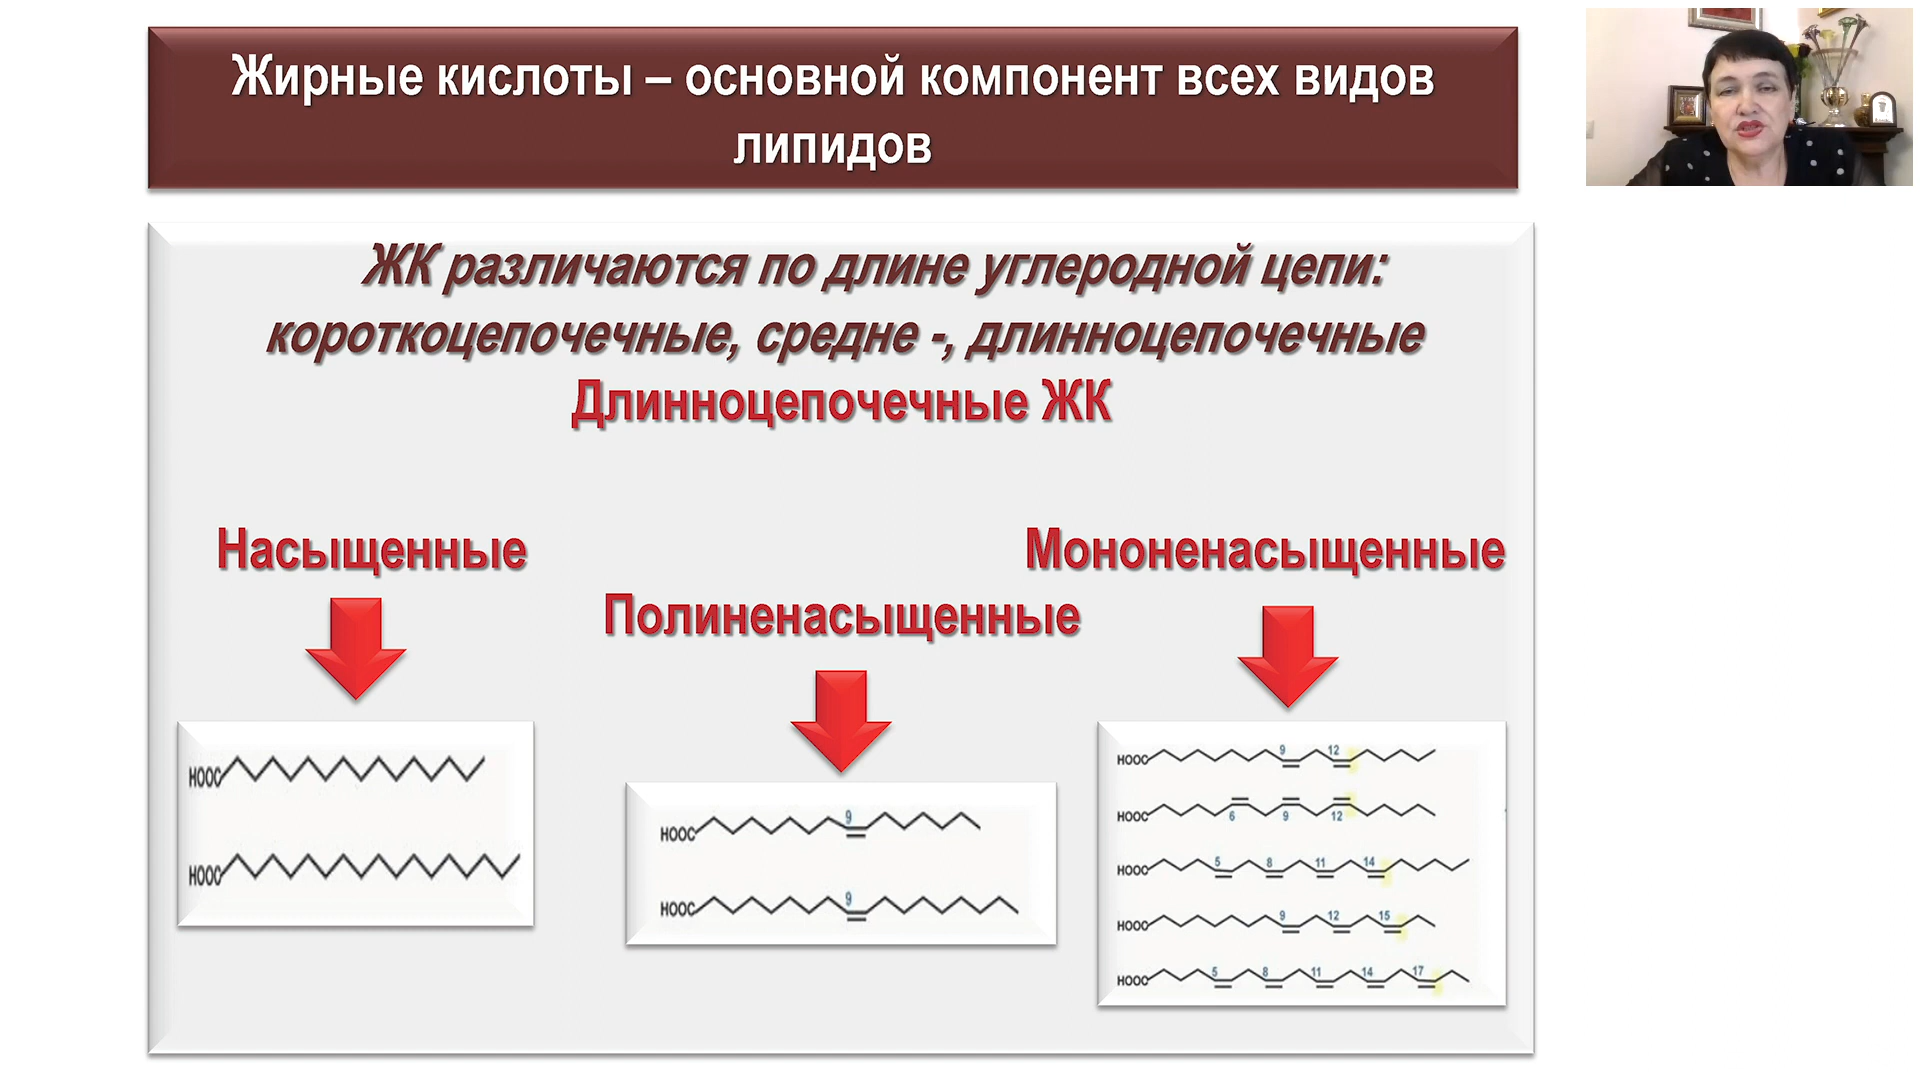 Жирные кислоты – основной компонент всех видов
липидов
ЖК различаются по длине углеродной цепи:
короткоцепочечные, средне -, длинноцепочечные
Длинноцепочечные ЖК
Насыщенные
Полиненасыщенные
Мононенасыщенные
HOOC
HOOC
HOOC 9
HOOC 9
HOOC 9 12
HOOC 6 9 12
HOOC 5 8 11 14
HOOC 9 12 15
HOOC 5 8 11 14 17